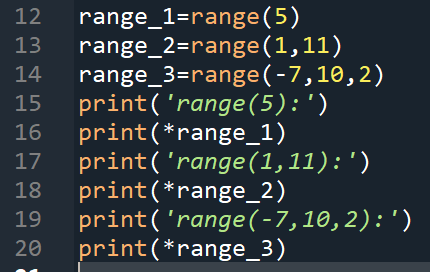 12 range_1=range(5)
13 range_2=range(1,11)
14 range_3=range(-7,10,2)
15 print('range(5):')
16 print(*range_1)
17 print('range(1,11):')
18 print(*range_2)
19 print('range(-7,10,2):')
20 print(*range_3)